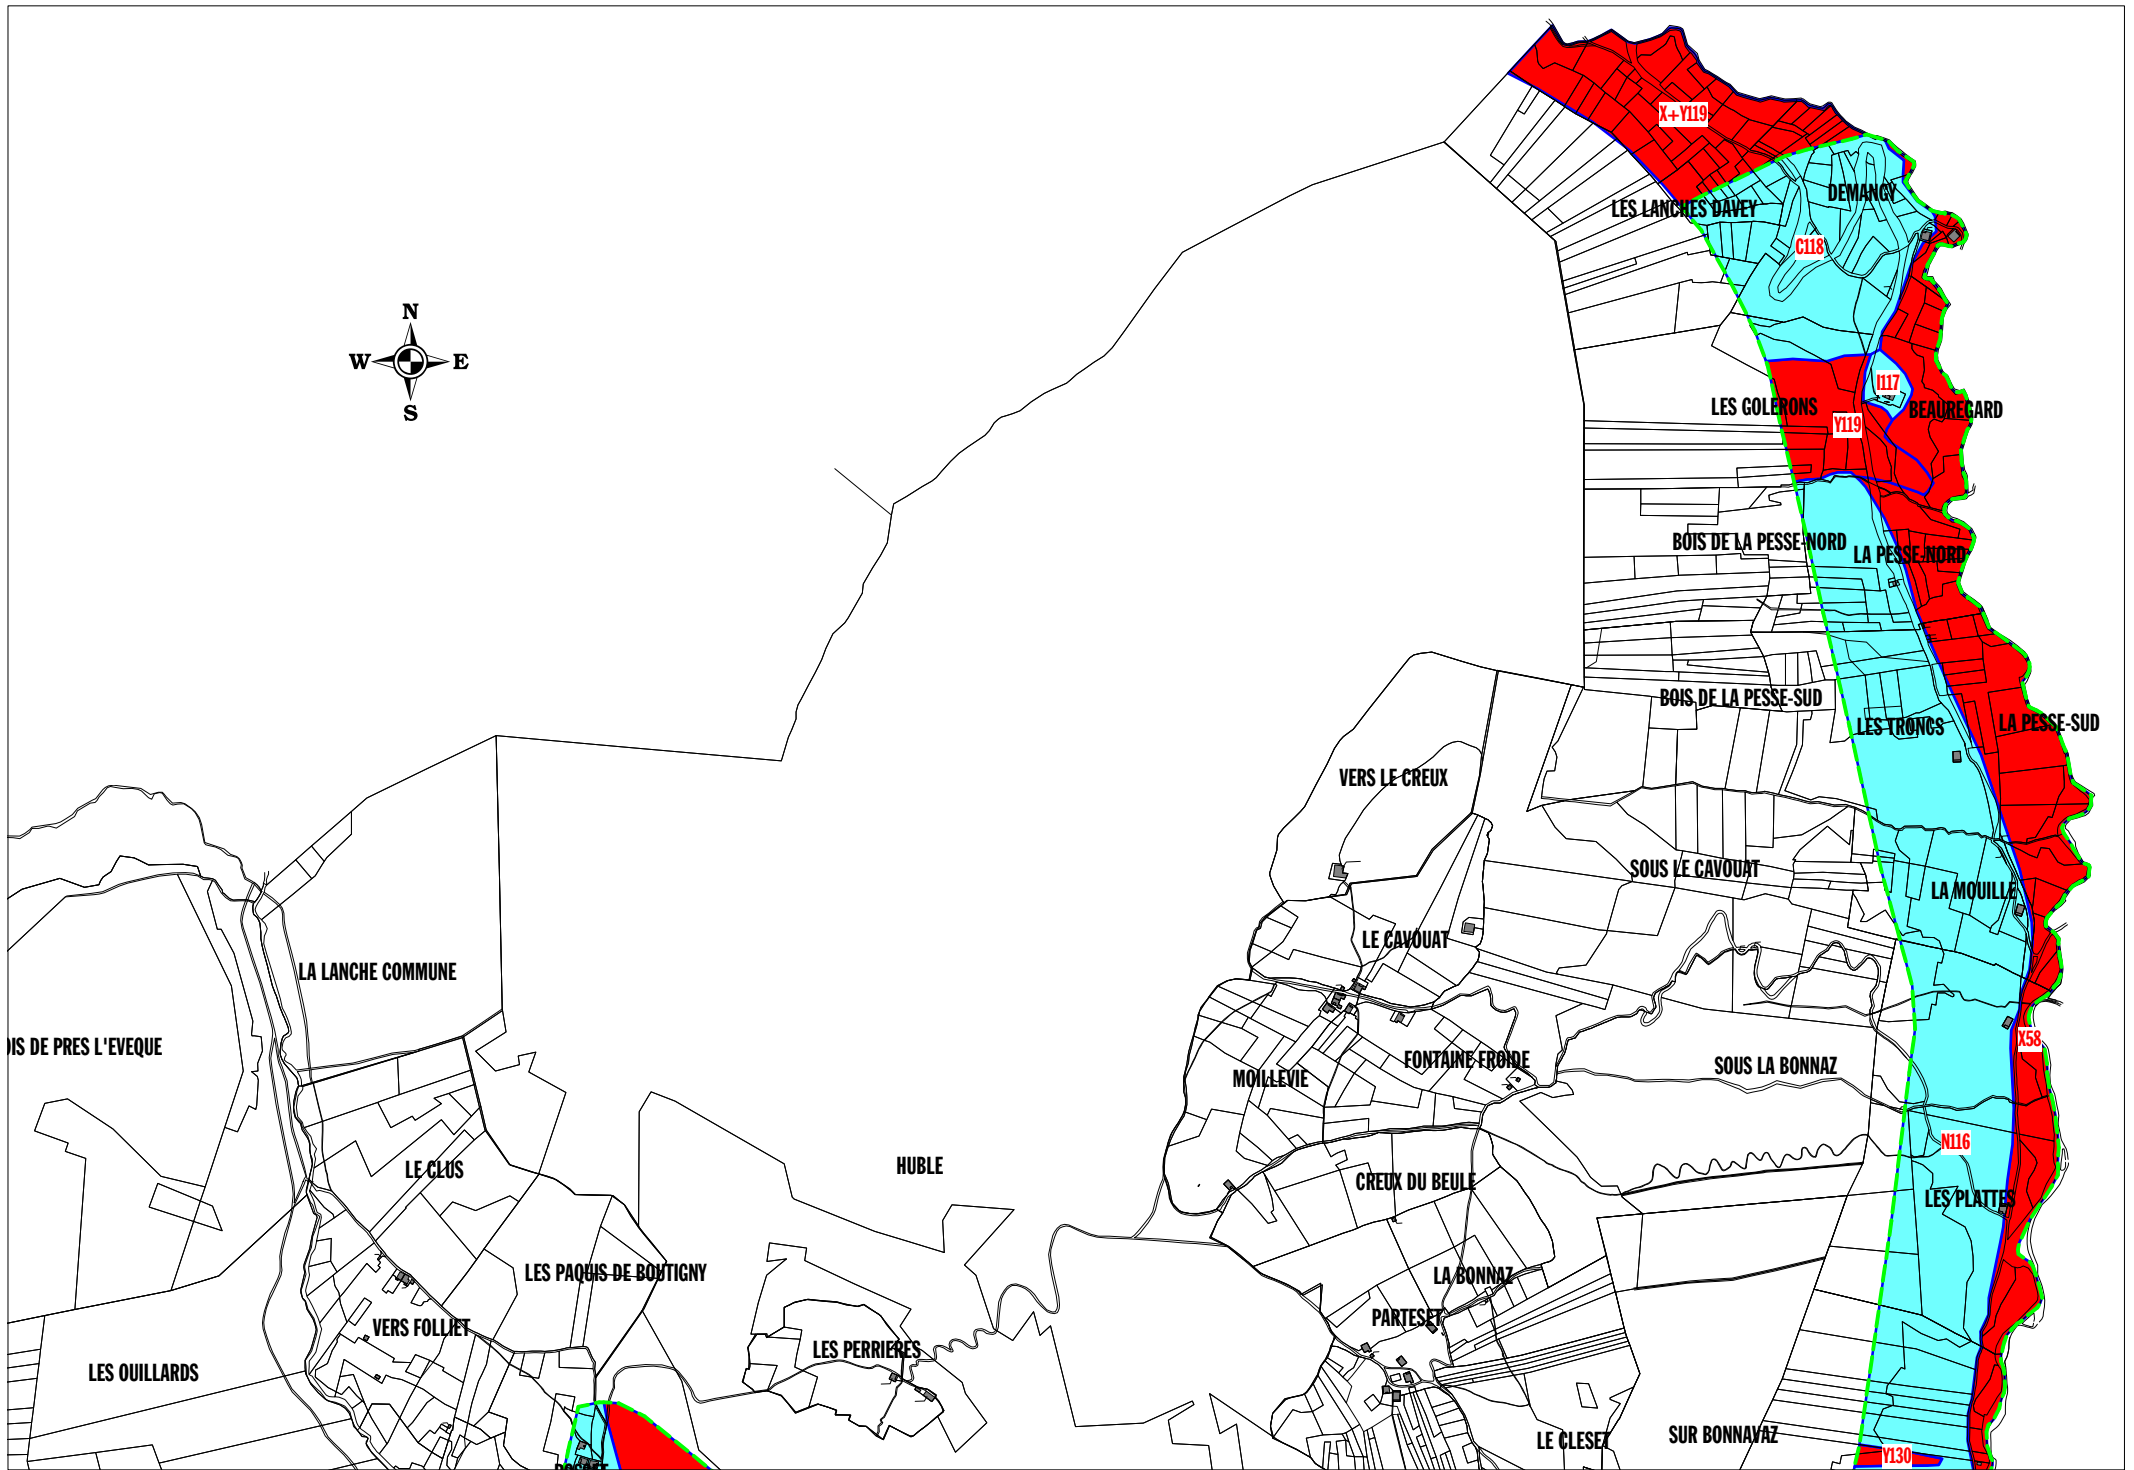 X+Y119
DEMANCY
LES LANCHES DAVEY
C118
N
W E
S
I117
LES GOLERONS
BEAUREGARD
Y119
BOIS DE LA PESSE-NORD
LA PESSE-NORD
BOIS DE LA PESSE-SUD
LES TRONCS
LA PESSE-SUD
VERS LE CREUX
SOUS LE CAVOUAT
LA MOUILLE
LE CAVOUAT
LA LANCHE COMMUNE
X58
OIS DE PRES L'EVEQUE
FONTAINE FROIDE
SOUS LA BONNAZ
MOILLEVIE
N116
HUBLE
LE CLUS
CREUX DU BEULE
LES PLATTES
LES PAQUIS DE BOUTIGNY
LA BONNAZ
PARTESET
VERS FOLLIET
LES PERRIERES
LES OUILLARDS
SUR BONNAVAZ
LE CLESET
Y130